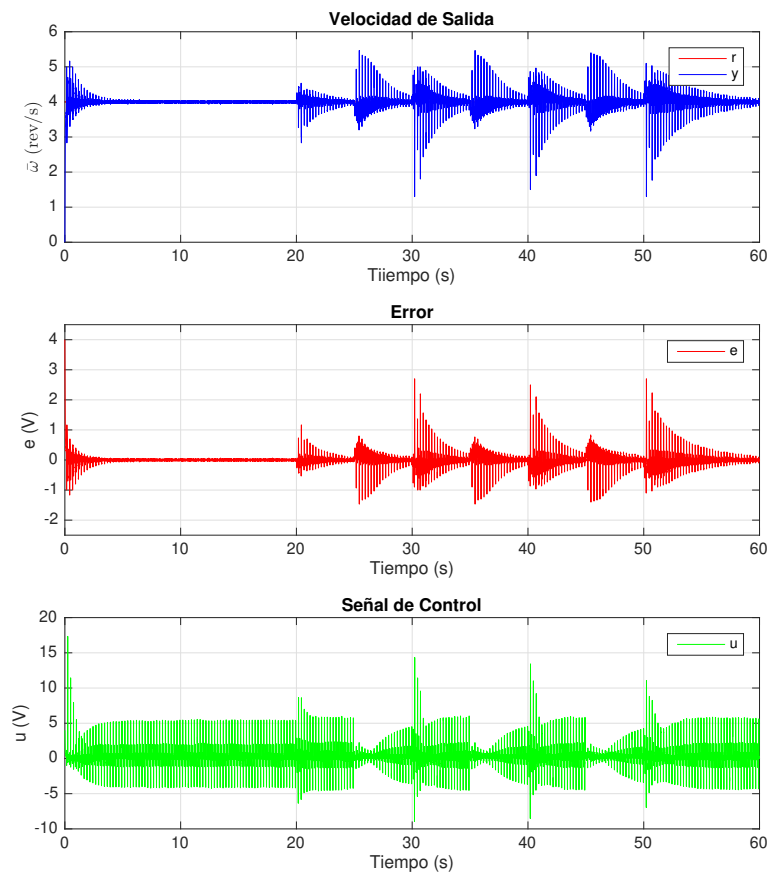 Velocidad de Salida
6
5
4
3
2
1
0
ω̄ (rev/s)
r
y
0 10 20 30 40 50 60
Tiiempo (s)
Error
4
3
2
1
0
-1
-2
e (V)
e
0 10 20 30 40 50 60
Tiempo (s)
Señal de Control
20
15
10
5
0
-5
-10
u (V)
u
0 10 20 30 40 50 60
Tiempo (s)